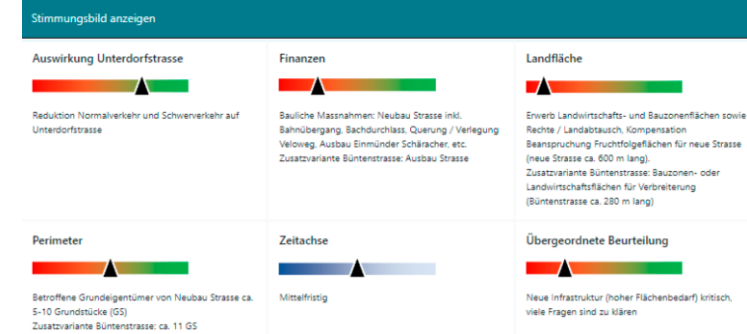 Stimmungsbild anzeigen
Auswirkung Unterdorfstrasse
Reduktion Normalverkehr und Schwerverkehr auf
Unterdorfstrasse
Finanzen
Bauliche Massnahmen: Neubau Strasse inkl.
Bahnübergang, Bachdurchlass, Querung / Verlegung
Veloweg, Ausbau Einmünder Schäracher, etc.
Zusatzvariante Büntenstrasse: Ausbau Strasse
Landfläche
Erwerb Landwirtschafts- und Bauzonenflächen sowie
Rechte / Landabtausch, Kompensation
Beanspruchung Fruchtfolgeflächen für neue Strasse
(neue Strasse ca. 600 m lang).
Zusatzvariante Büntenstrasse: Bauzonen- oder
Landwirtschaftsflächen für Verbreiterung
(Büntenstrasse ca. 280 m lang)
Perimeter
Betroffene Grundeigentümer von Neubau Strasse ca.
5-10 Grundstücke (GS)
Zusatzvariante Büntenstrasse: ca. 11 GS
Zeitachse
Mittelfristig
Übergeordnete Beurteilung
Neue Infrastruktur (hoher Flächenbedarf) kritisch,
viele Fragen sind zu klären